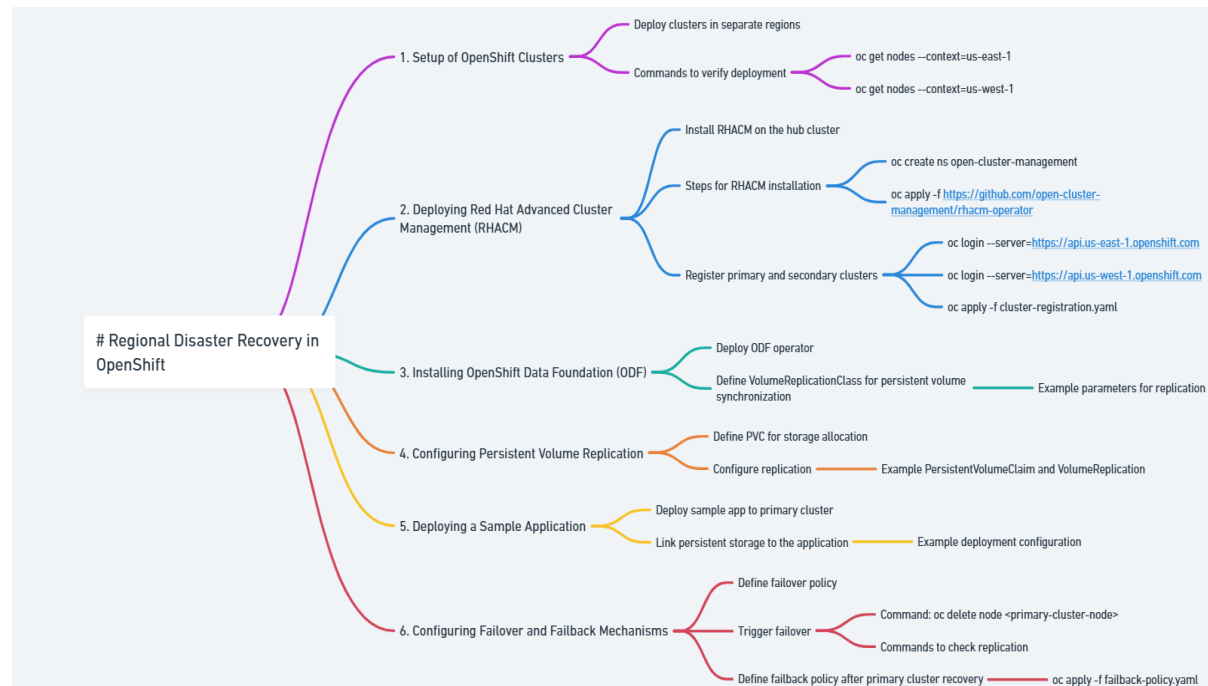 # Regional Disaster Recovery in
OpenShift
1. Setup of OpenShift Clusters
Deploy clusters in separate regions
Commands to verify deployment
oc get nodes --context=us-east-1
oc get nodes --context=us-west-1
2. Deploying Red Hat Advanced Cluster
Management (RHACM)
Install RHACM on the hub cluster
Steps for RHACM installation
oc create ns open-cluster-management
oc apply -f https://github.com/open-cluster-
management/rhacm-operator
Register primary and secondary clusters
oc login --server=https://api.us-east-1.openshift.com
oc login --server=https://api.us-west-1.openshift.com
oc apply -f cluster-registration.yaml
3. Installing OpenShift Data Foundation (ODF)
Deploy ODF operator
Define VolumeReplicationClass for persistent volume
synchronization
Example parameters for replication
4. Configuring Persistent Volume Replication
Define PVC for storage allocation
Configure replication
Example PersistentVolumeClaim and VolumeReplication
5. Deploying a Sample Application
Deploy sample app to primary cluster
Link persistent storage to the application
Example deployment configuration
6. Configuring Failover and Failback Mechanisms
Define failover policy
Trigger failover
Command: oc delete node <primary-cluster-node>
Commands to check replication
Define failback policy after primary cluster recovery
oc apply -f failback-policy.yaml